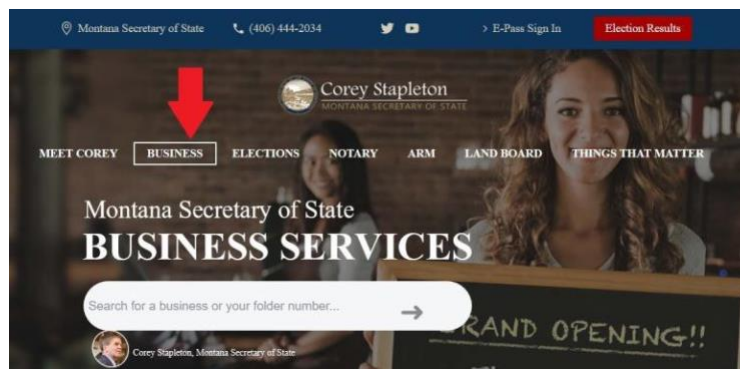 Montana Secretary of State (406) 444-2034 > E-Pass Sign In Election Results
Corey Stapleton
MONTANA SECRETARY OF STATE
MEET COREY BUSINESS ELECTIONS NOTARY ARM LAND BOARD THINGS THAT MATTER
Montana Secretary of State
BUSINESS SERVICES
Search for a business or your folder number...
GRAND OPENING!!
Corey Stapleton, Montana Secretary of State